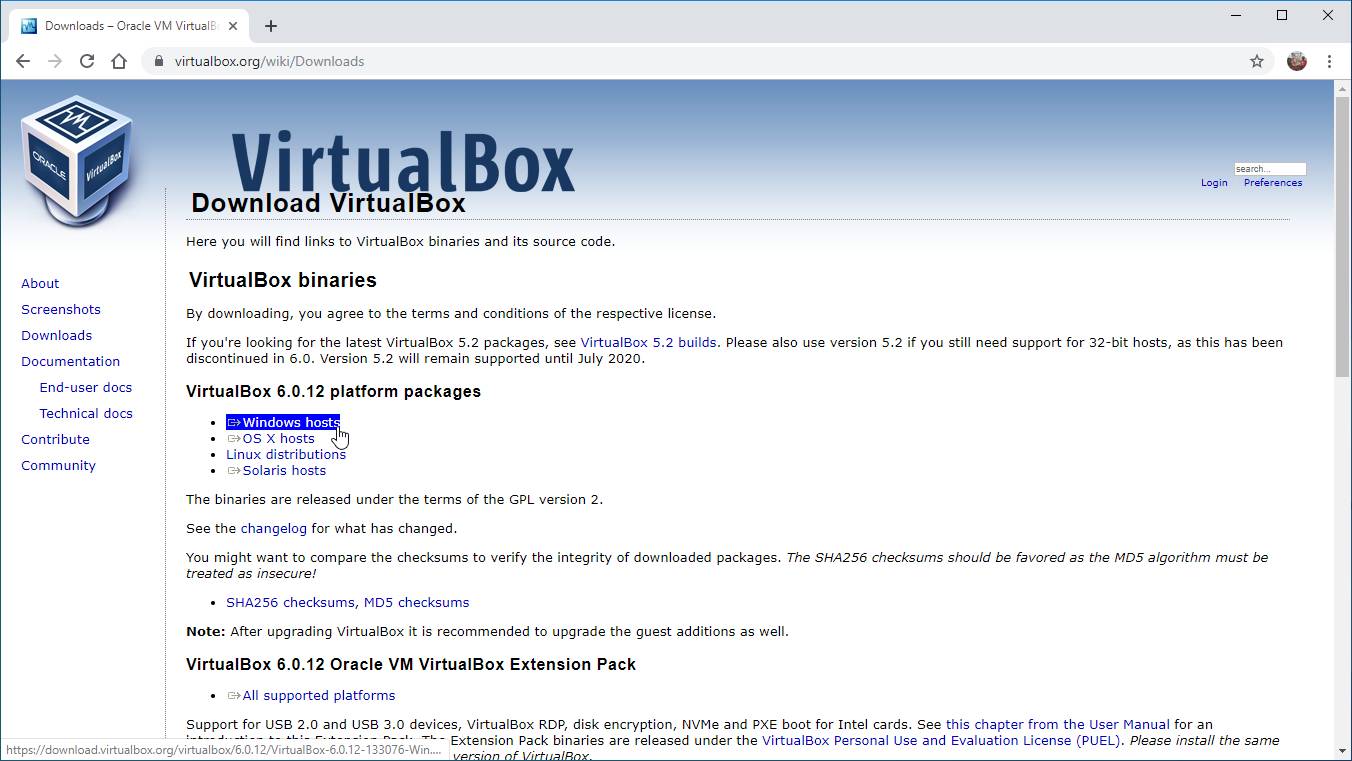 Downloads – Oracle VM VirtualB
virtualbox.org/wiki/Downloads
ORACLE
VirtualBox
VirtualBox
search...
Login Preferences
Download VirtualBox
Here you will find links to VirtualBox binaries and its source code.
About
Screenshots
Downloads
Documentation
End-user docs
Technical docs
Contribute
Community
VirtualBox binaries
By downloading, you agree to the terms and conditions of the respective license.
If you're looking for the latest VirtualBox 5.2 packages, see VirtualBox 5.2 builds. Please also use version 5.2 if you still need support for 32-bit hosts, as this has been
discontinued in 6.0. Version 5.2 will remain supported until July 2020.
VirtualBox 6.0.12 platform packages
Windows hosts
OS X hosts
Linux distributions
Solaris hosts
The binaries are released under the terms of the GPL version 2.
See the changelog for what has changed.
You might want to compare the checksums to verify the integrity of downloaded packages. The SHA256 checksums should be favored as the MD5 algorithm must be
treated as insecure!
SHA256 checksums, MD5 checksums
Note: After upgrading VirtualBox it is recommended to upgrade the guest additions as well.
VirtualBox 6.0.12 Oracle VM VirtualBox Extension Pack
All supported platforms
Support for USB 2.0 and USB 3.0 devices, VirtualBox RDP, disk encryption, NVMe and PXE boot for Intel cards. See this chapter from the User Manual for an
Extension Pack binaries are released under the VirtualBox Personal Use and Evaluation License (PUEL). Please install the same
version of VirtualBox.
https://download.virtualbox.org/virtualbox/6.0.12/VirtualBox-6.0.12-133076-Win....